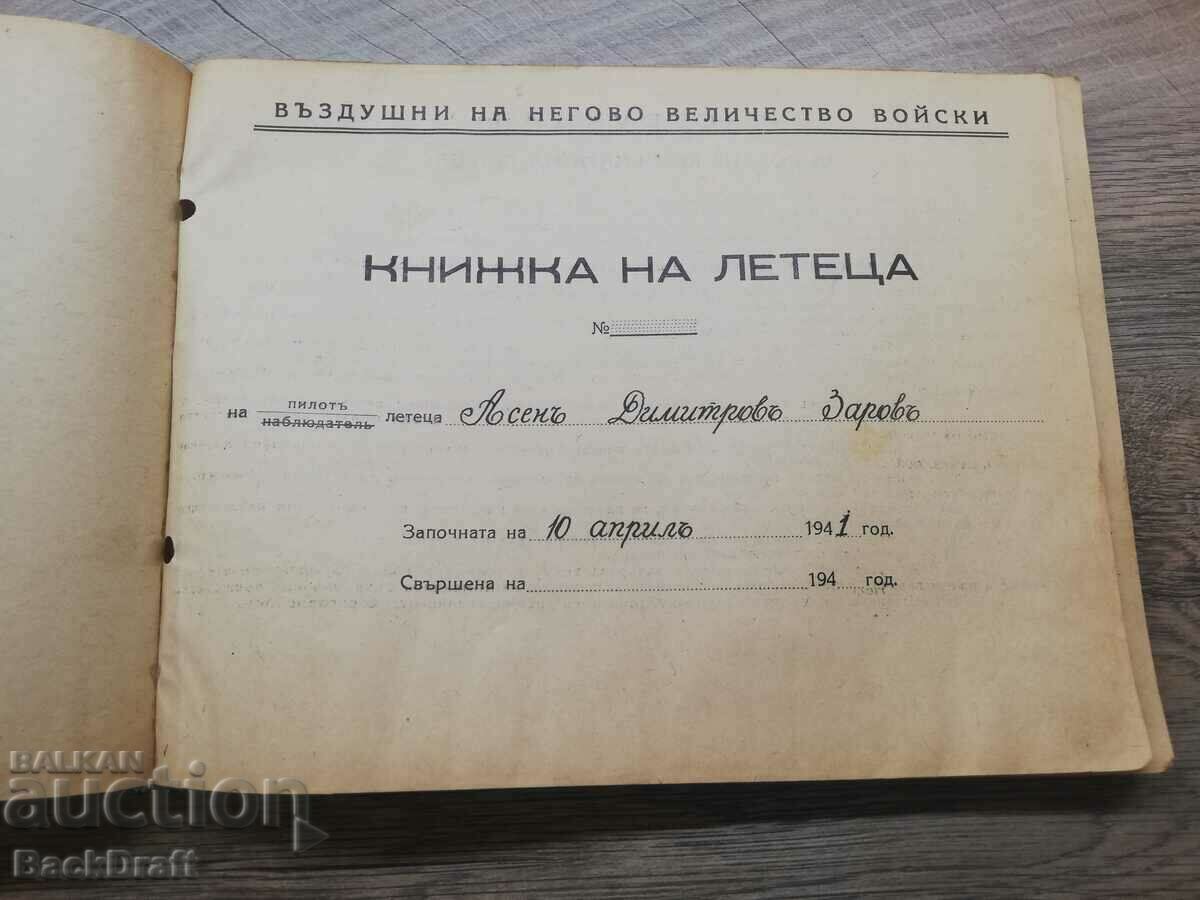 ВЪЗДУШНИ НА НЕГОВО ВЕЛИЧЕСТВО ВОЙСКИ
КНИЖКА НА ЛЕТЕЦА
№
на пилотъ
наблюдатель летеца Асенъ Димитровъ Заровъ
Започната на 10 априлъ 1941 год.
Свършена на 194 год.
BALKAN
auction
BackDraft